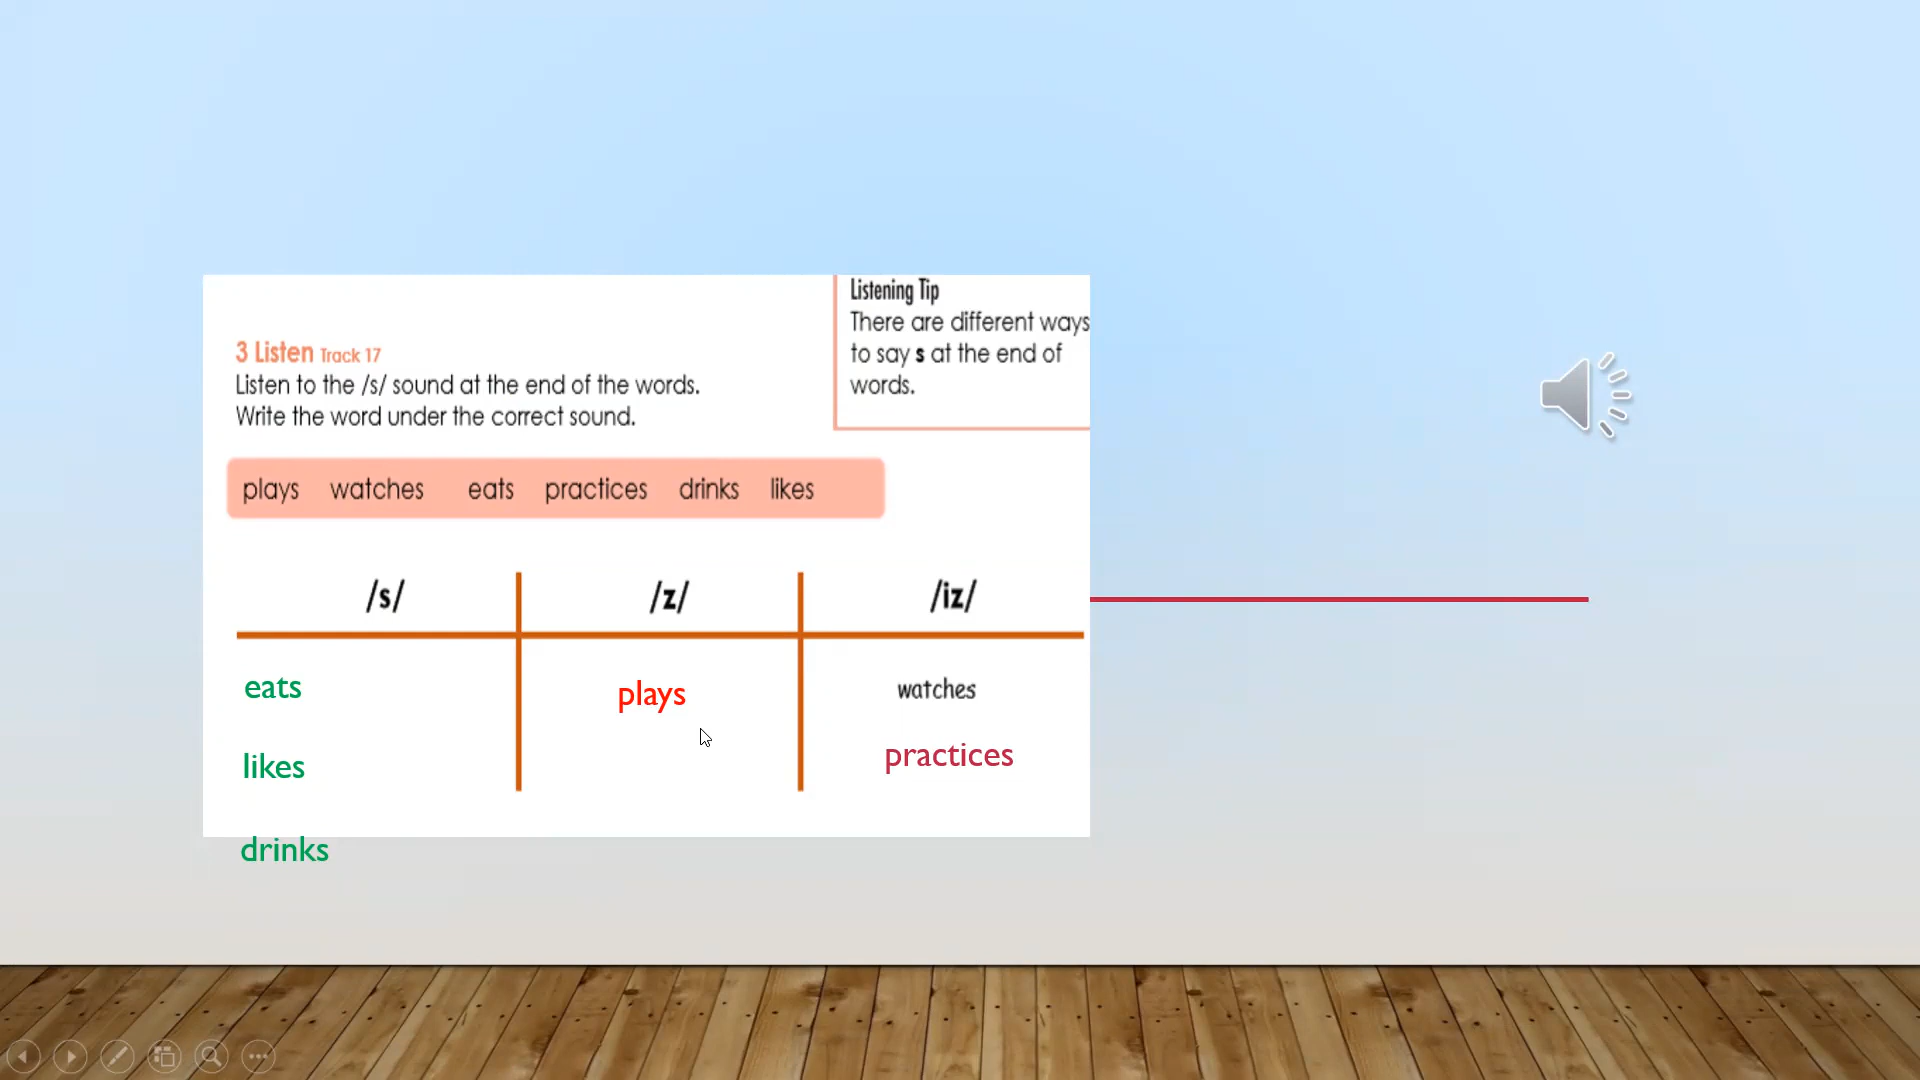 Listening Tip
There are different ways
to say s at the end of
words.
3 Listen Track 17
Listen to the /s/ sound at the end of the words.
Write the word under the correct sound.
plays watches eats practices drinks likes
/s/ /z/ /iz/
eats plays watches
likes practices
drinks